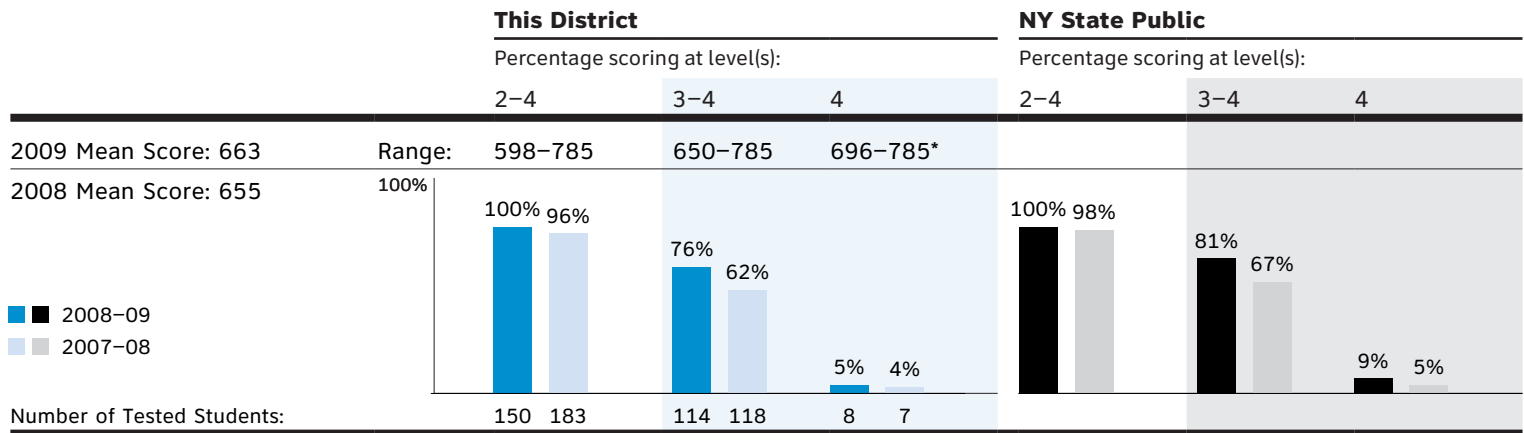 This District NY State Public
Percentage scoring at level(s): Percentage scoring at level(s):
2–4 3–4 4 2–4 3–4 4
2009 Mean Score: 663 Range: 598–785 650–785 696–785*
2008 Mean Score: 655 100%
100% 96% 76% 62% 5% 4% 100% 98% 81% 67% 9% 5%
2008–09
2007–08
Number of Tested Students: 150 183 114 118 8 7